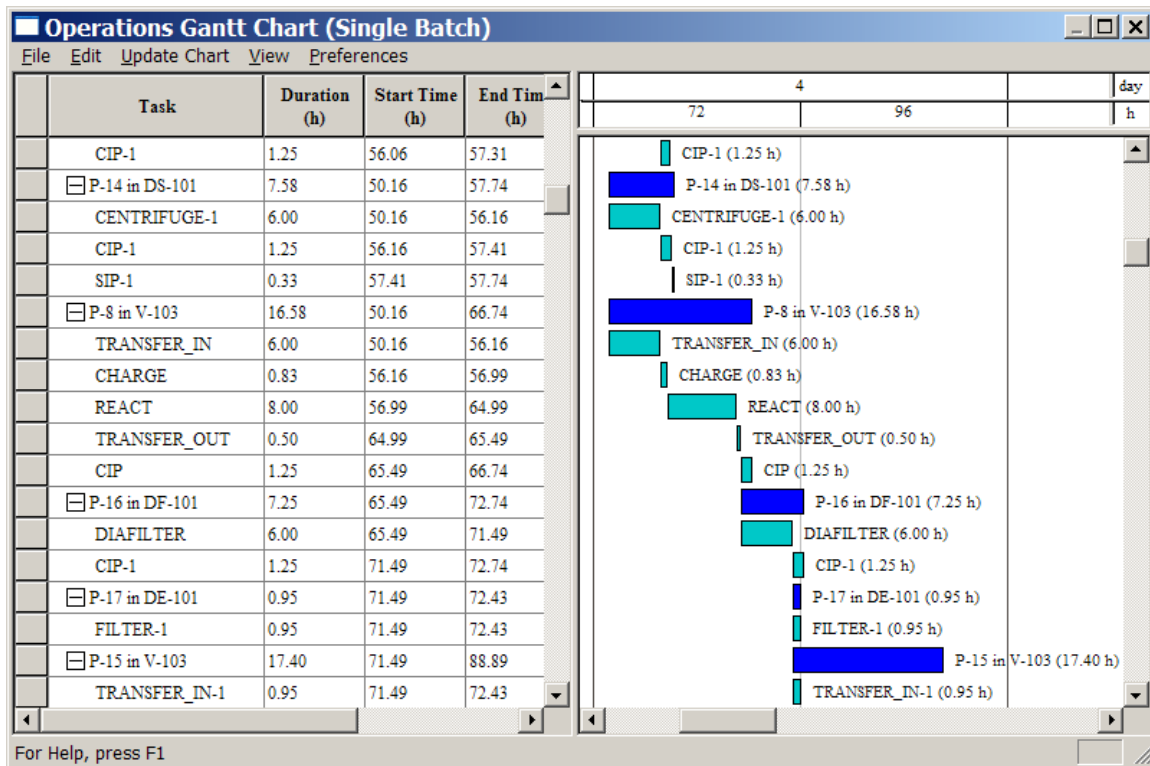 Operations Gantt Chart (Single Batch)
File Edit Update Chart View Preferences
Task Duration (h) Start Time (h) End Tim (h)
4 day
72 96 h
CIP-1 1.25 56.06 57.31 CIP-1 (1.25 h)
P-14 in DS-101 7.58 50.16 57.74 P-14 in DS-101 (7.58 h)
CENTRIFUGE-1 6.00 50.16 56.16 CENTRIFUGE-1 (6.00 h)
CIP-1 1.25 56.16 57.41 CIP-1 (1.25 h)
SIP-1 0.33 57.41 57.74 SIP-1 (0.33 h)
P-8 in V-103 16.58 50.16 66.74 P-8 in V-103 (16.58 h)
TRANSFER_IN 6.00 50.16 56.16 TRANSFER_IN (6.00 h)
CHARGE 0.83 56.16 56.99 CHARGE (0.83 h)
REACT 8.00 56.99 64.99 REACT (8.00 h)
TRANSFER_OUT 0.50 64.99 65.49 TRANSFER_OUT (0.50 h)
CIP 1.25 65.49 66.74 CIP (1.25 h)
P-16 in DF-101 7.25 65.49 72.74 P-16 in DF-101 (7.25 h)
DIAFILTER 6.00 65.49 71.49 DIAFILTER (6.00 h)
CIP-1 1.25 71.49 72.74 CIP-1 (1.25 h)
P-17 in DE-101 0.95 71.49 72.43 P-17 in DE-101 (0.95 h)
FILTER-1 0.95 71.49 72.43 FILTER-1 (0.95 h)
P-15 in V-103 17.40 71.49 88.89 P-15 in V-103 (17.40 h)
TRANSFER_IN-1 0.95 71.49 72.43 TRANSFER_IN-1 (0.95 h)
For Help, press F1